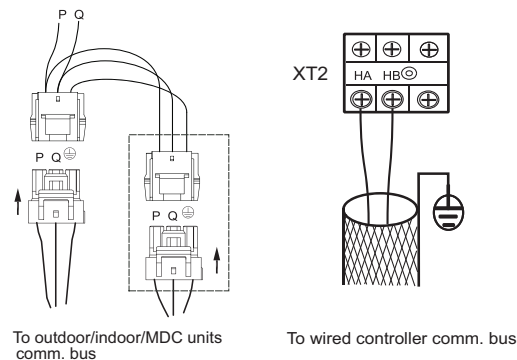 P Q
P Q
P Q
To outdoor/indoor/MDC units
comm. bus
XT2
HA HB
To wired controller comm. bus